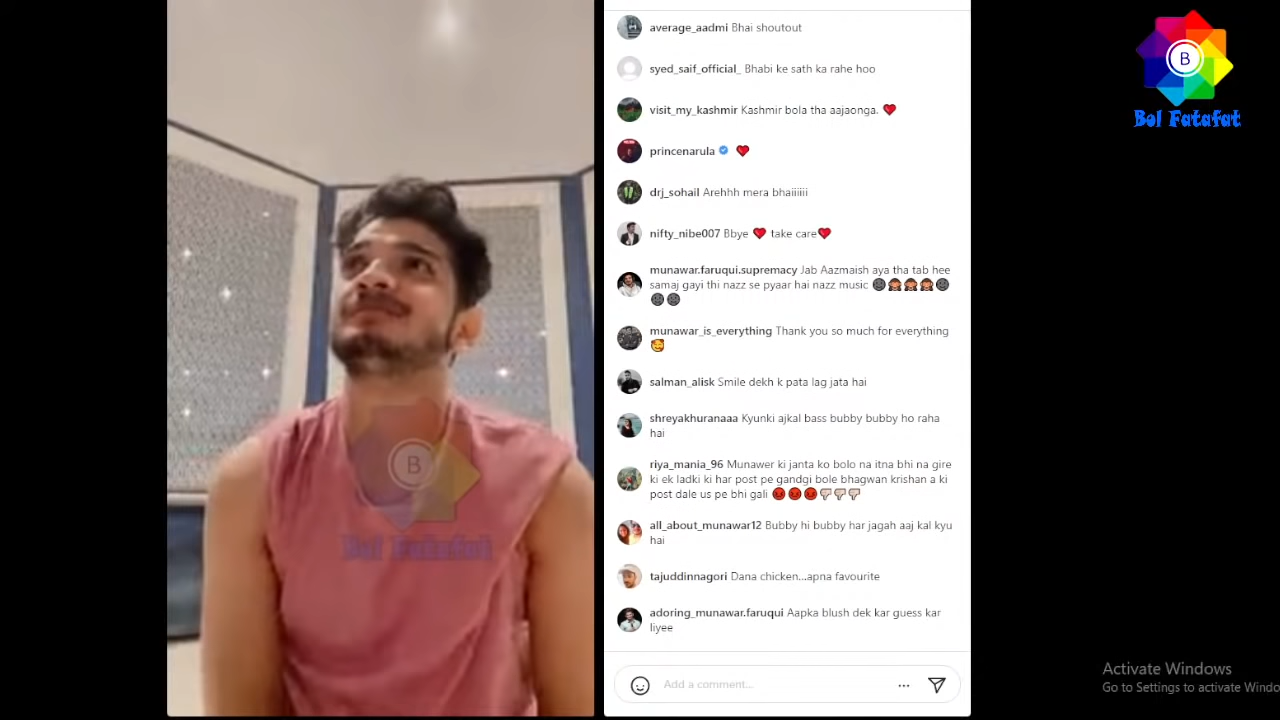 average_aadmi Bhai shoutout
syed_saif_official_ Bhabi ke sath ka rahe hoo
visit_my_kashmir Kashmir bola tha aajaonga. ❤️
princenarula ❤️
drj_sohail Arehhh mera bhaiiiiii
nifty_nibe007 Bbye ❤️ take care❤️
munawar.faruqui.supremacy Jab Aazmaish aya tha tab hee
samaj gayi thi nazz se pyaar hai nazz music 🌚🙈🙈🙈🌚
🌚🌚
munawar_is_everything Thank you so much for everything
🥰
salman_alisk Smile dekh k pata lag jata hai
shreyakhuranaaa Kyunki ajkal bass bubby bubby ho raha
hai
riya_mania_96 Munawer ki janta ko bolo na itna bhi na gire
ki ek ladki ki har post pe gandgi bole bhagwan krishan a ki
post dale us pe bhi gali 😡😡😡👎🏻👎🏻👎🏻
all_about_munawar12 Bubby hi bubby har jagah aaj kal kyu
hai
tajuddinnagori Dana chicken...apna favourite
adoring_munawar.faruqui Aapka blush dek kar guess kar
liyee
Add a comment...
B
Bol Fatafat
B
Bol Fatafat
Activate Windows
Go to Settings to activate Windo